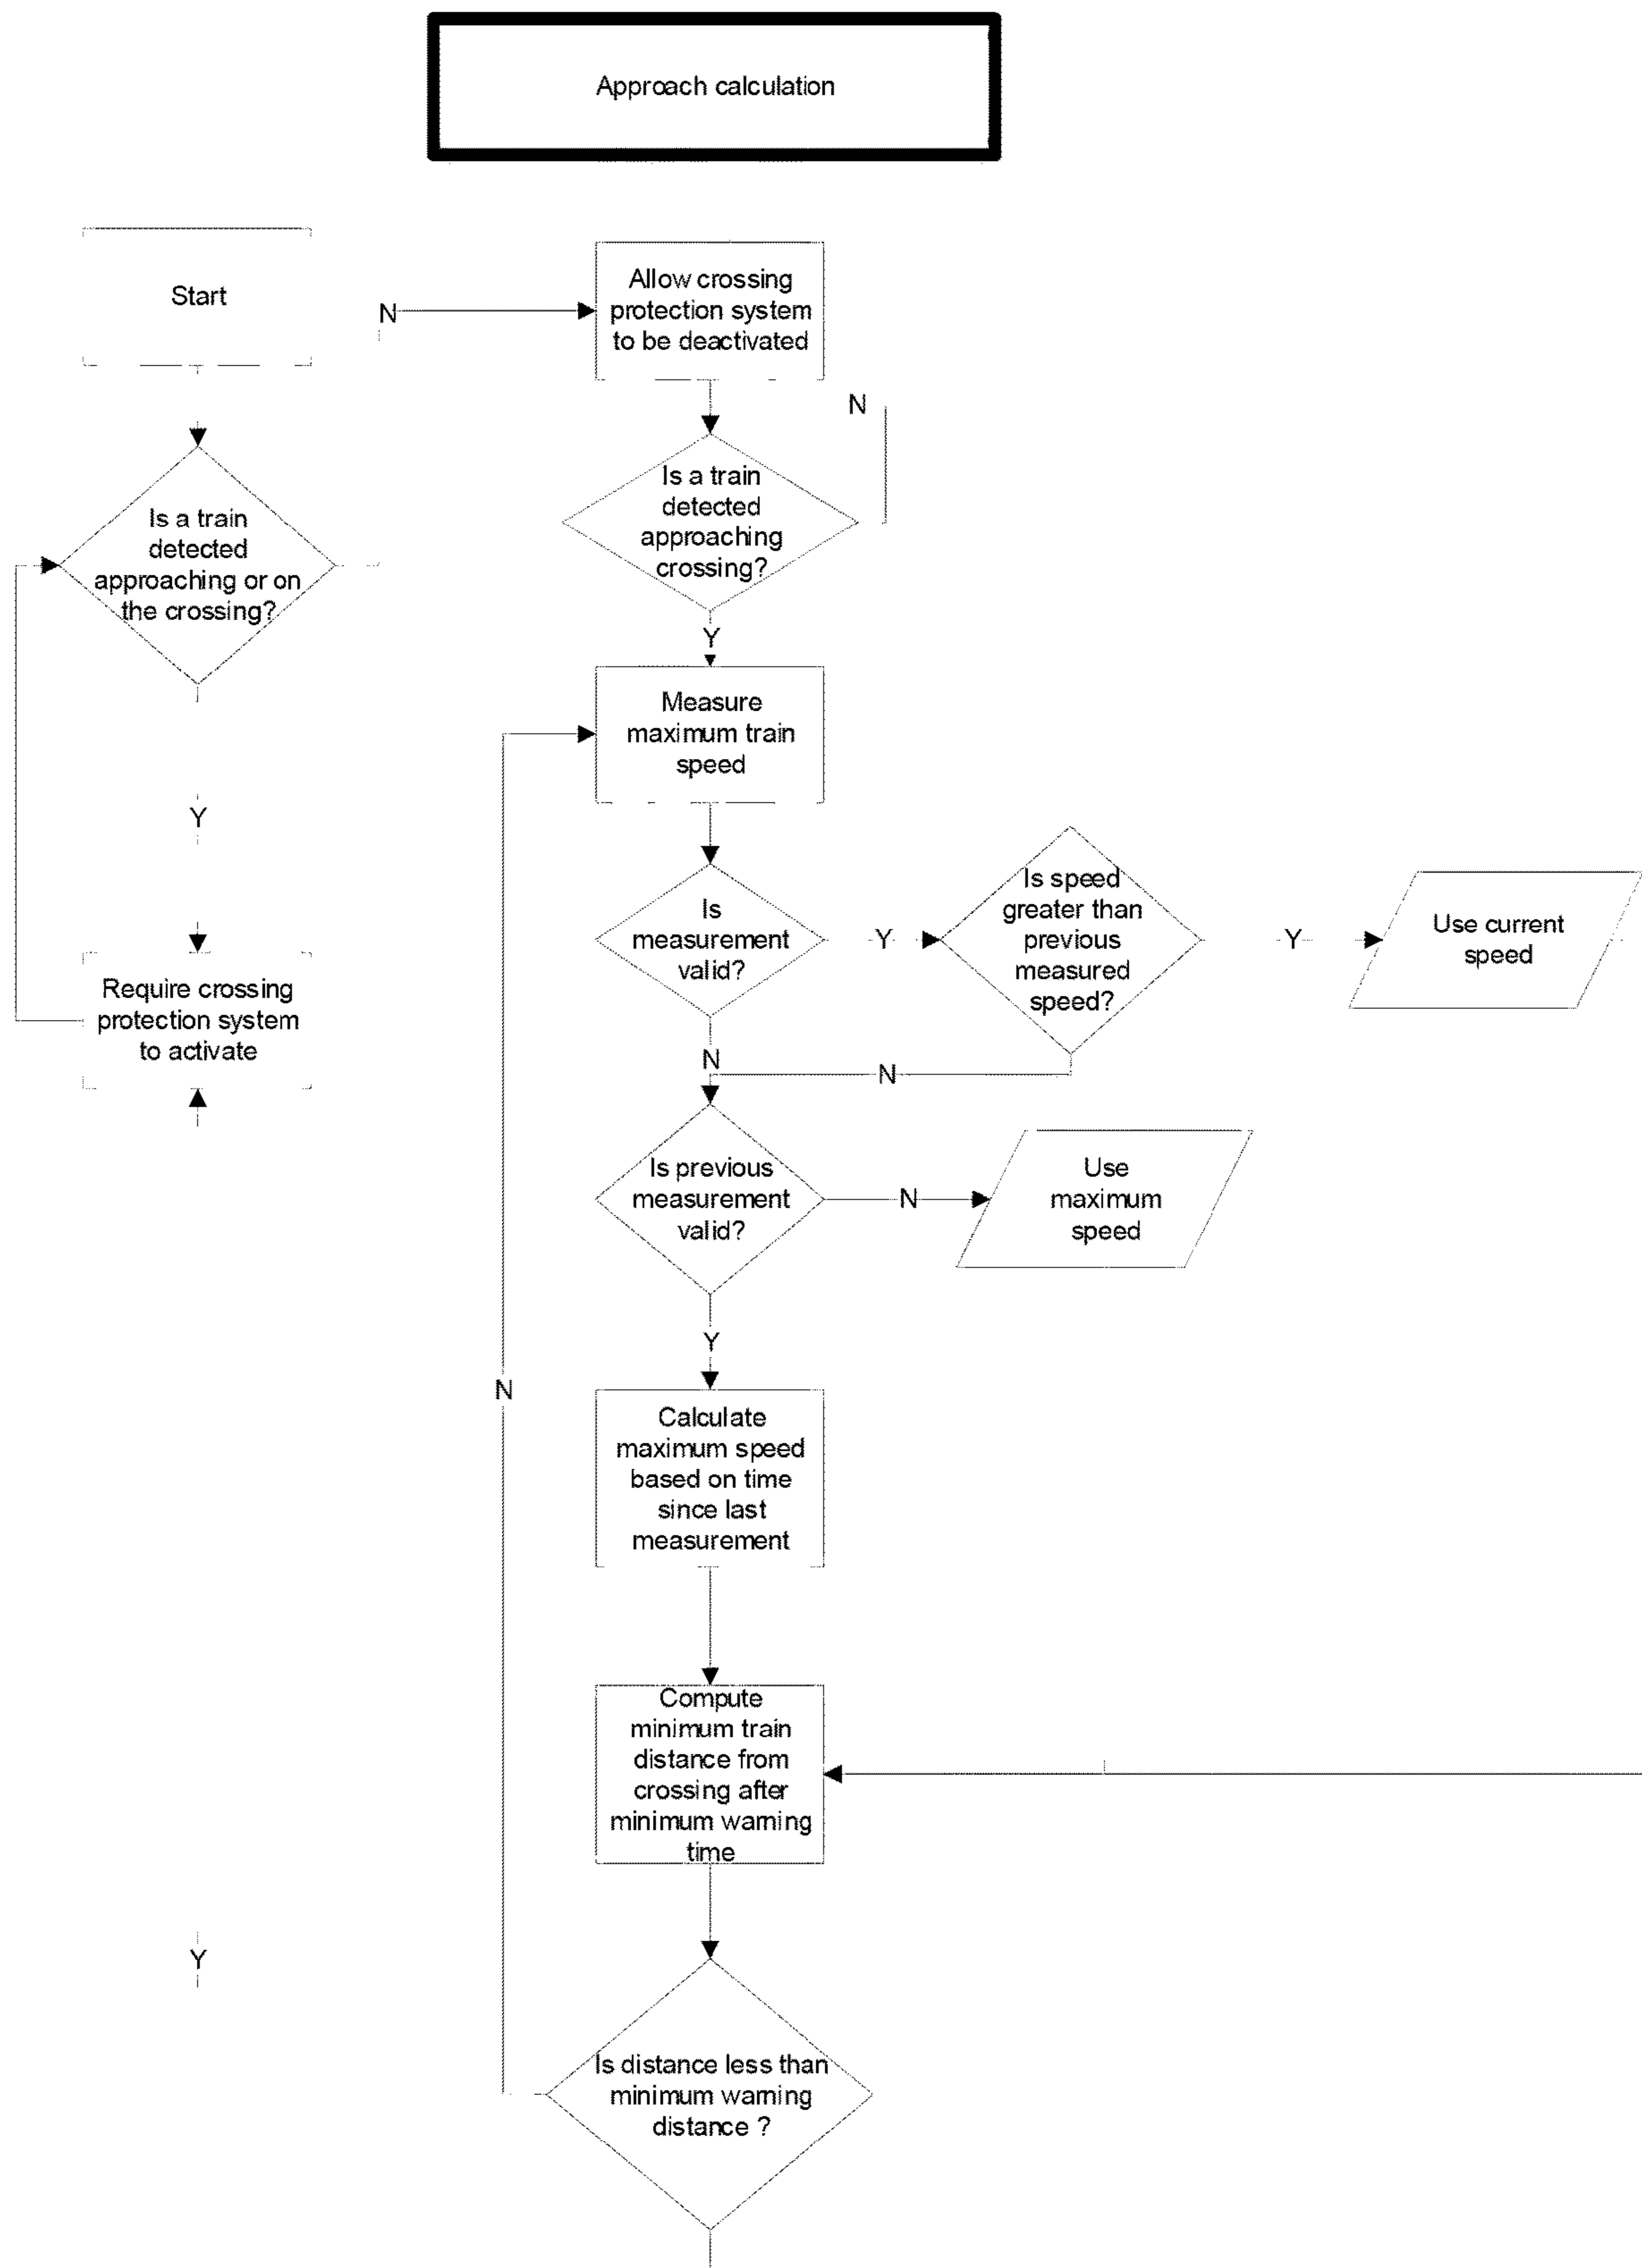 Approach calculation
Start
N
Allow crossing
protection system
to be deactivated
N
Is a train
detected
approaching
crossing?
Is a train
detected
approaching or on
the crossing?
Y
Measure
maximum train
speed
Y
Is
measurement
valid?
Y
Is speed
greater than
previous
measured
speed?
Y
Use current
speed
Require crossing
protection system
to activate
N
N
Is previous
measurement
valid?
N
Use
maximum
speed
Y
N
Calculate
maximum speed
based on time
since last
measurement
Compute
minimum train
distance from
crossing after
minimum warning
time
Y
Is distance less than
minimum warning
distance ?